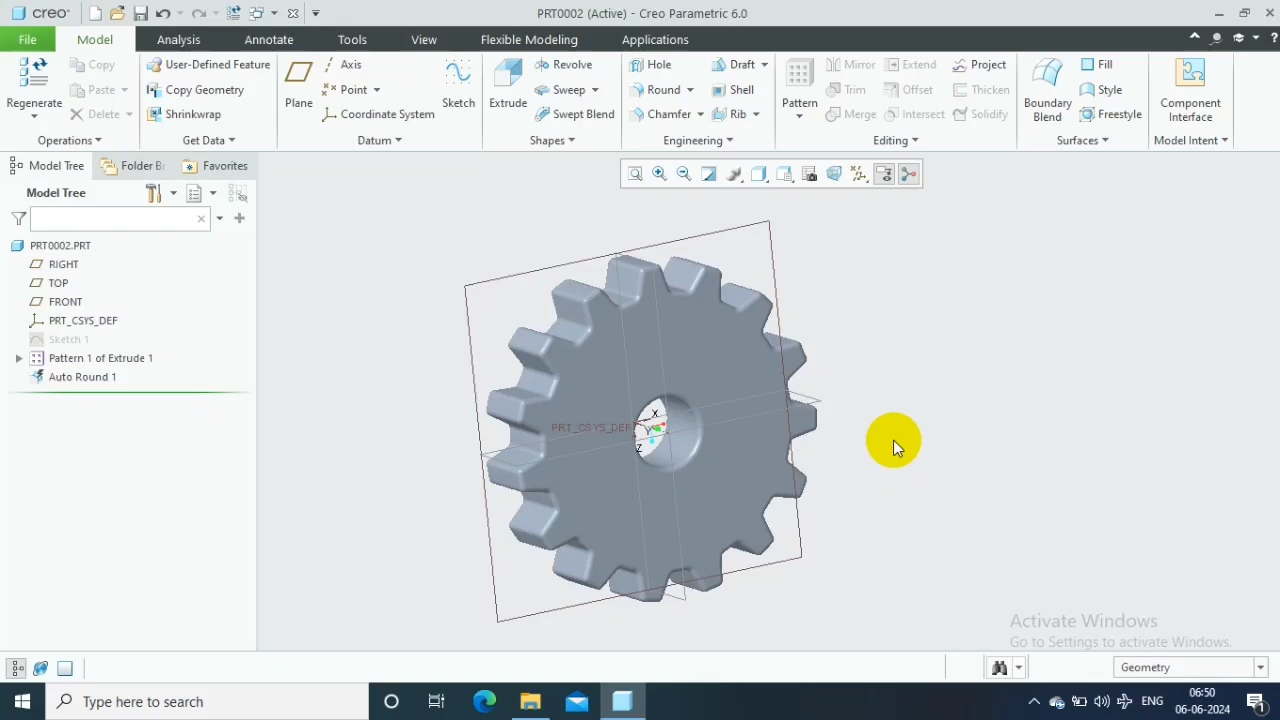 creo
PRT0002 (Active) - Creo Parametric 6.0
File Model Analysis Annotate Tools View Flexible Modeling Applications
Regenerate
Copy
Paste
Delete
Operations
User-Defined Feature
Copy Geometry
Shrinkwrap
Get Data
Plane
Axis
Point
Coordinate System
Sketch
Datum
Extrude
Revolve
Sweep
Swept Blend
Shapes
Hole
Round
Chamfer
Draft
Shell
Rib
Engineering
Pattern
Mirror
Trim
Merge
Extend
Offset
Intersect
Project
Thicken
Solidify
Editing
Boundary
Blend
Fill
Style
Freestyle
Surfaces
Component
Interface
Model Intent
Model Tree Folder B Favorites
Model Tree
PRT0002.PRT
RIGHT
TOP
FRONT
PRT_CSYS_DEF
Sketch 1
Pattern 1 of Extrude 1
Auto Round 1
X
PRT_CSYS_DEF
Y
Z
Activate Windows
Go to Settings to activate Windows.
Geometry
Type here to search
ENG
06:50
06-06-2024
1